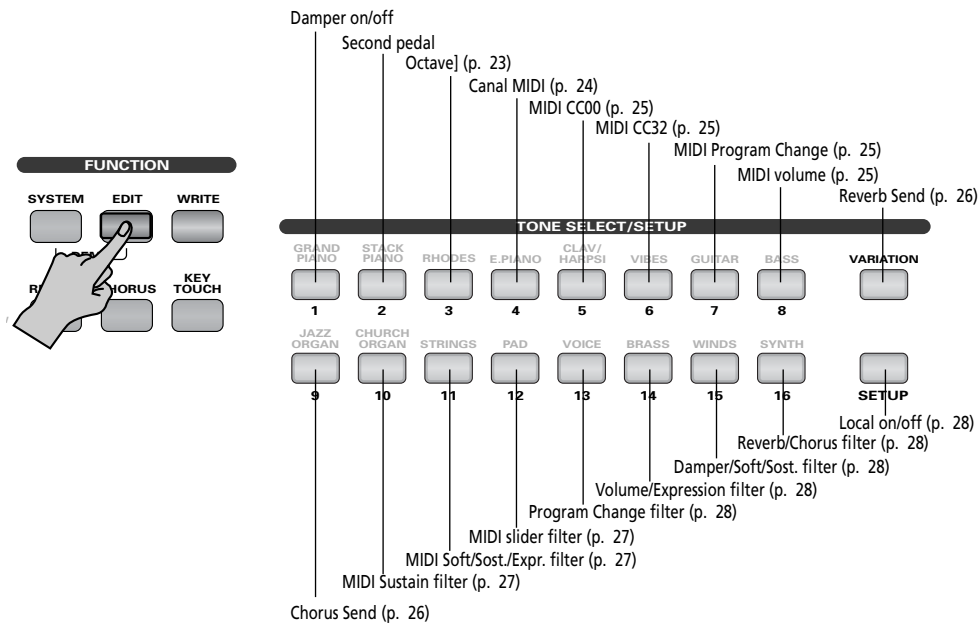 Damper on/off
Second pedal
Octave] (p. 23)
Canal MIDI (p. 24)
MIDI CC00 (p. 25)
MIDI CC32 (p. 25)
MIDI Program Change (p. 25)
MIDI volume (p. 25)
Reverb Send (p. 26)
FUNCTION
SYSTEM EDIT WRITE
KEY
TOUCH
TONE SELECT/SETUP
GRAND
PIANO
STACK
PIANO
RHODES
E.PIANO
CLAV/
HARPSI
VIBES
GUITAR
BASS
VARIATION
1 2 3 4 5 6 7 8
JAZZ
ORGAN
CHURCH
ORGAN
STRINGS
PAD
VOICE
BRASS
WINDS
SYNTH
9 10 11 12 13 14 15 16
SETUP
Local on/off (p. 28)
Reverb/Chorus filter (p. 28)
Damper/Soft/Sost. filter (p. 28)
Volume/Expression filter (p. 28)
Program Change filter (p. 28)
MIDI slider filter (p. 27)
MIDI Soft/Sost./Expr. filter (p. 27)
MIDI Sustain filter (p. 27)
Chorus Send (p. 26)